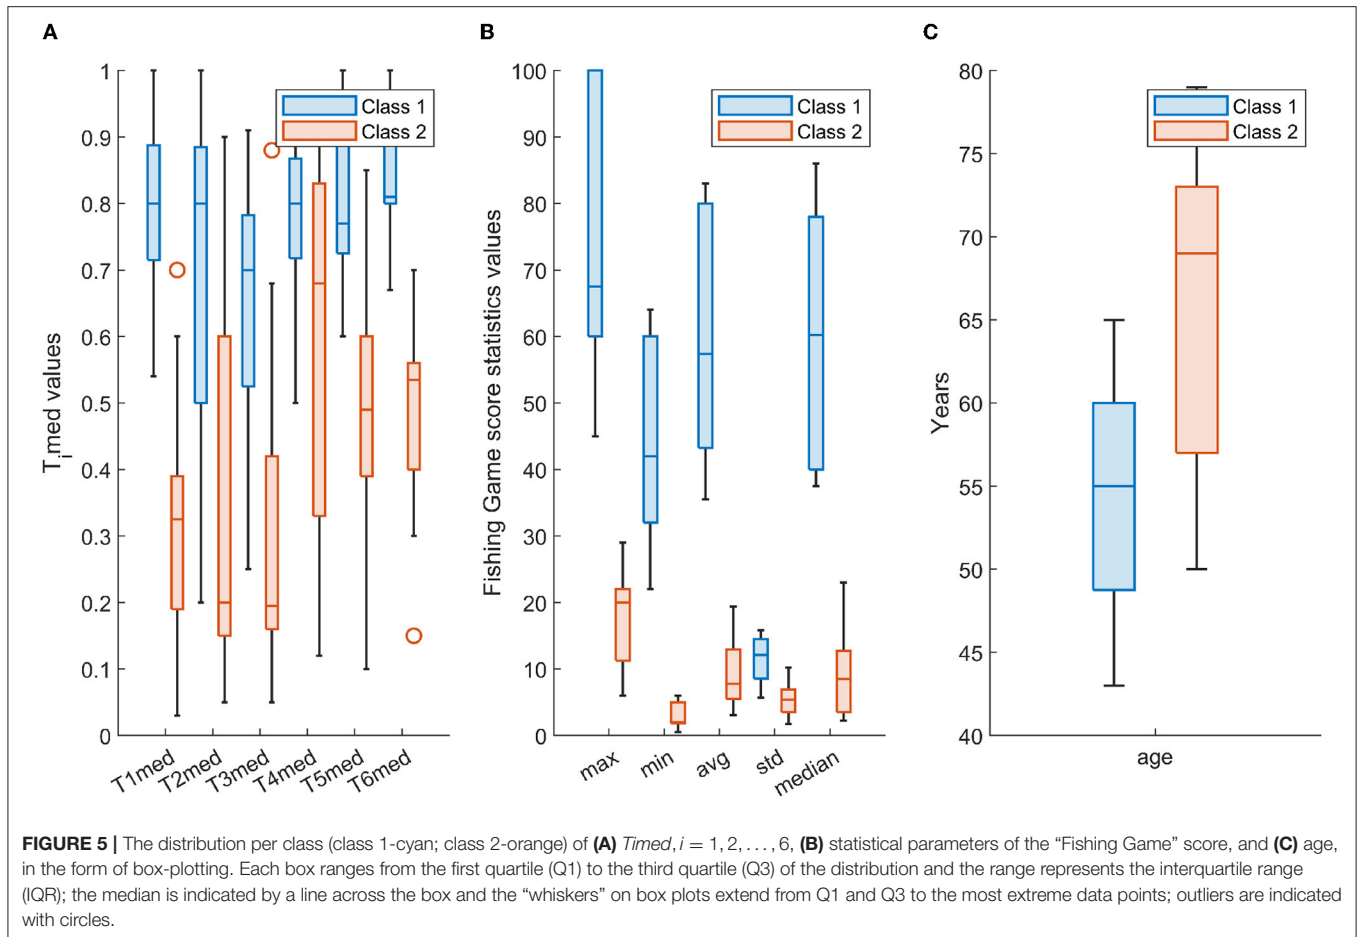 A
B
C
1
0.9
0.8
0.7
0.6
0.5
0.4
0.3
0.2
0.1
0
Timed values
Class 1
Class 2
T1med
T2med
T3med
T4med
T5med
T6med
100
90
80
70
60
50
40
30
20
10
0
Fishing Game score statistics values
Class 1
Class 2
max
min
avg
std
median
80
75
70
65
60
55
50
45
40
Years
Class 1
Class 2
age
FIGURE 5 | The distribution per class (class 1-cyan; class 2-orange) of (A) Timed, i = 1, 2, . . . , 6, (B) statistical parameters of the “Fishing Game” score, and (C) age,
in the form of box-plotting. Each box ranges from the first quartile (Q1) to the third quartile (Q3) of the distribution and the range represents the interquartile range
(IQR); the median is indicated by a line across the box and the “whiskers” on box plots extend from Q1 and Q3 to the most extreme data points; outliers are indicated
with circles.